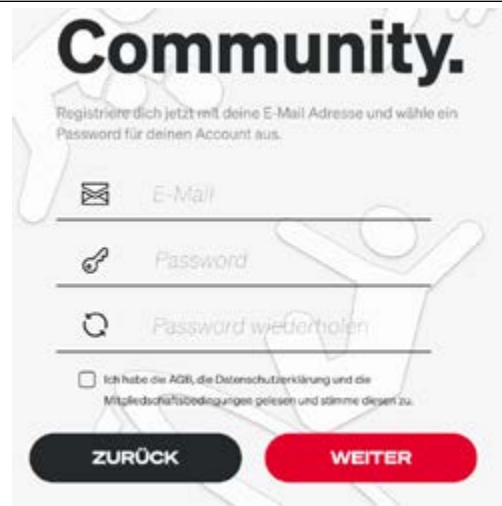 Community.
Registriere dich jetzt mit deine E-Mail Adresse und wähle ein
Password für deinen Account aus.
E-Mail
Password
Password wiederholen
Ich habe die AGB, die Datenschutzerklärung und die
Mitgliedschaftsbedingungen gelesen und stimme diesen zu.
ZURÜCK
WEITER